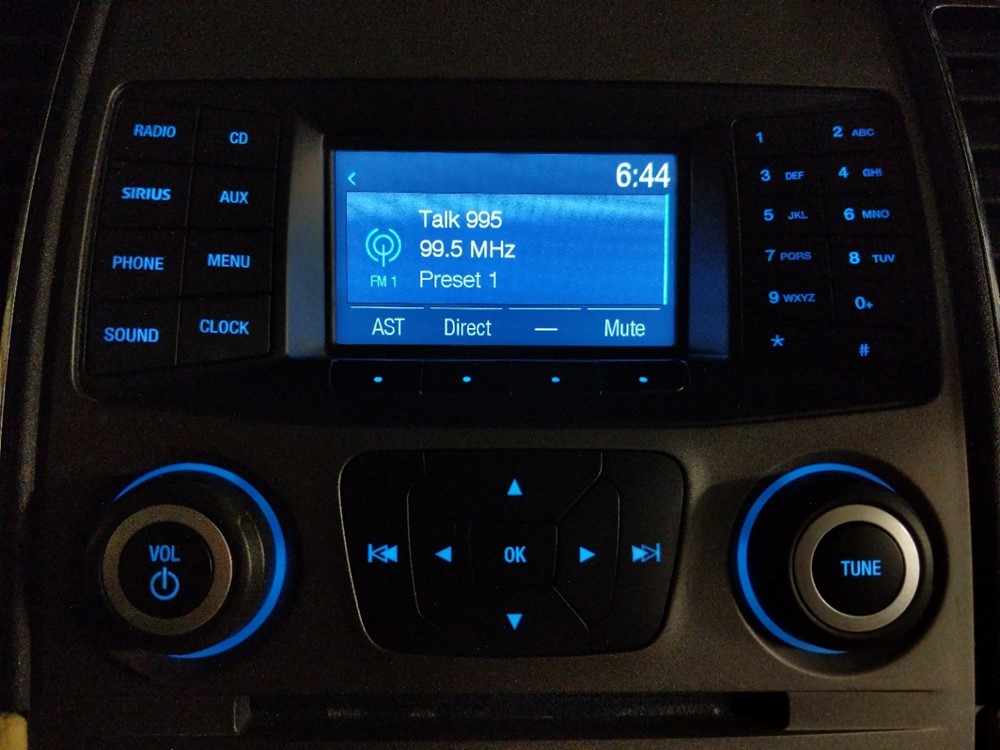 RADIO CD
SIRIUS AUX
PHONE MENU
SOUND CLOCK
6:44
Talk 995
99.5 MHz
FM 1 Preset 1
AST Direct — Mute
1 2 ABC
3 DEF 4 GHI
5 JKL 6 MNO
7 PQRS 8 TUV
9 WXYZ 0+
* #
VOL
OK
TUNE